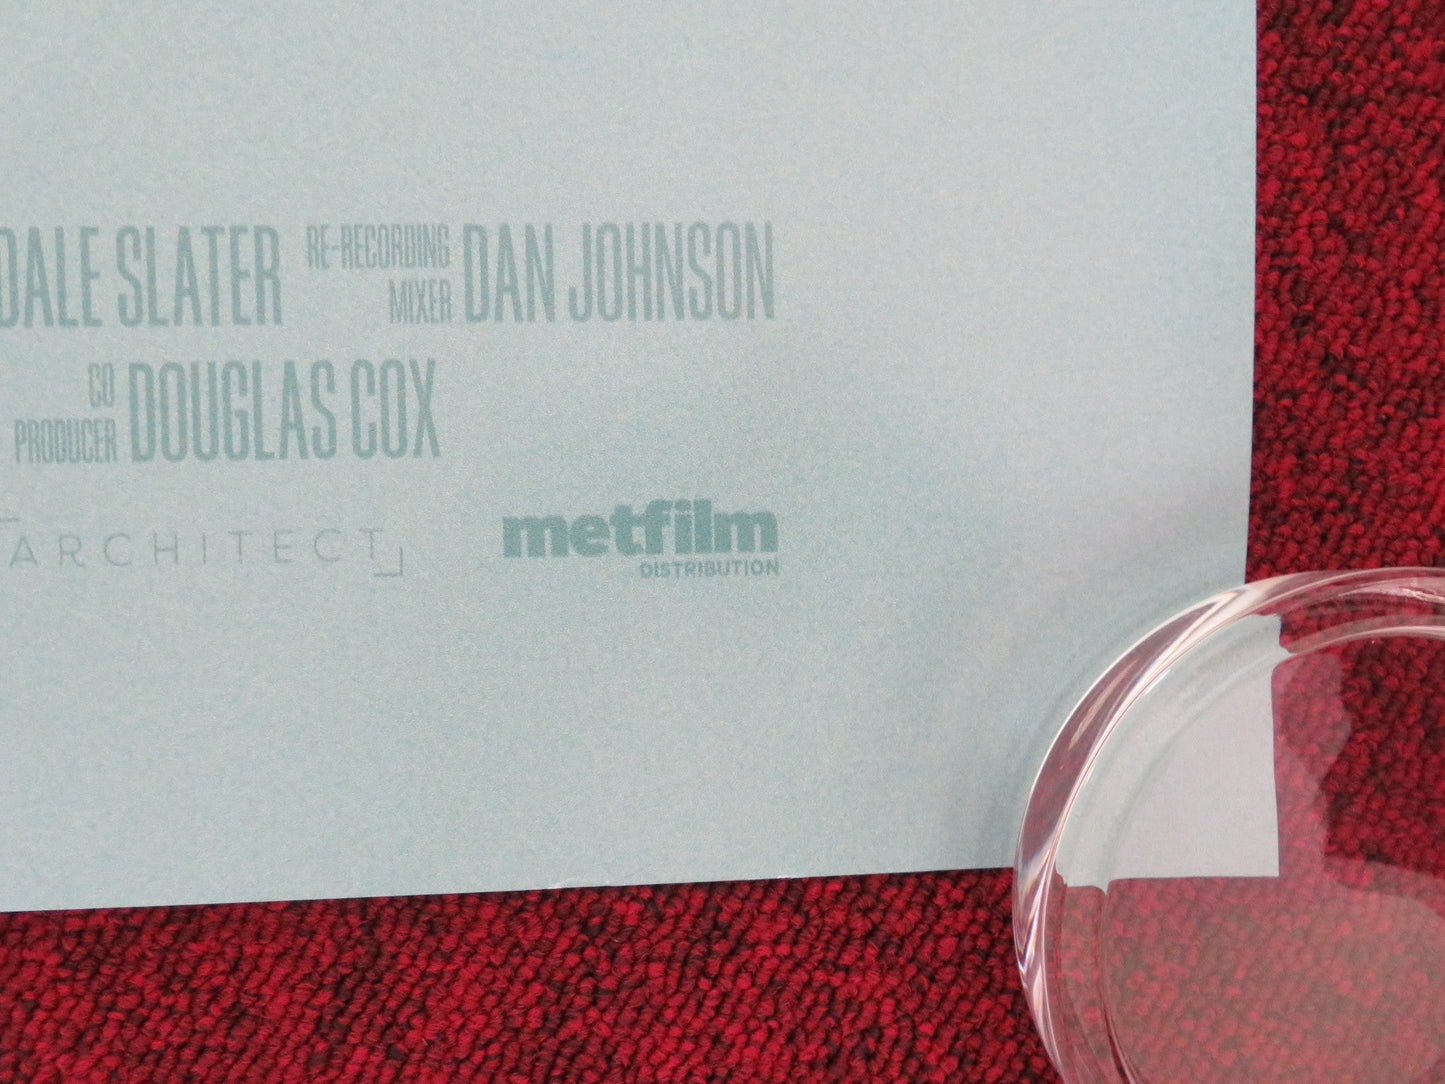 DALE SLATER RE-RECORDING MIXER DAN JOHNSON
CO PRODUCER DOUGLAS COX
ARCHITECT
metfilm
DISTRIBUTION